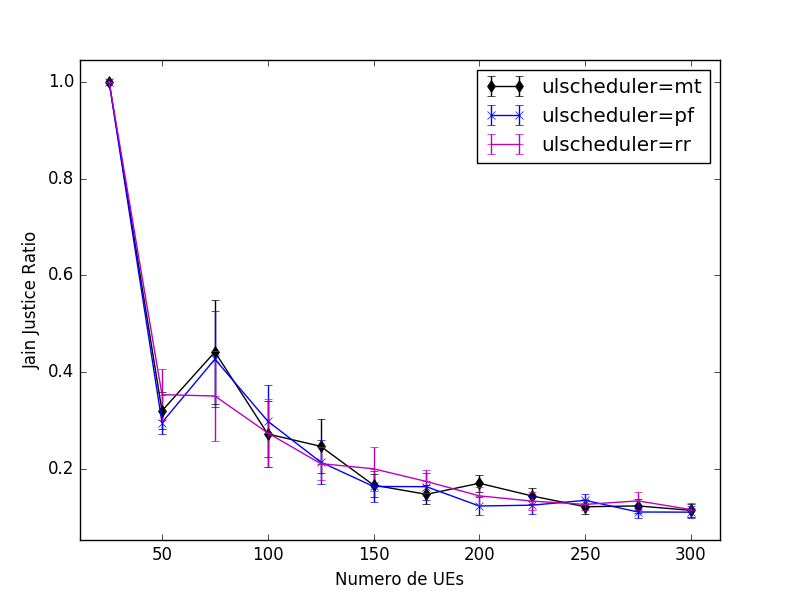 ulscheduler=mt
ulscheduler=pf
ulscheduler=rr
1.0
0.8
0.6
0.4
0.2
Jain Justice Ratio
50 100 150 200 250 300
Numero de UEs